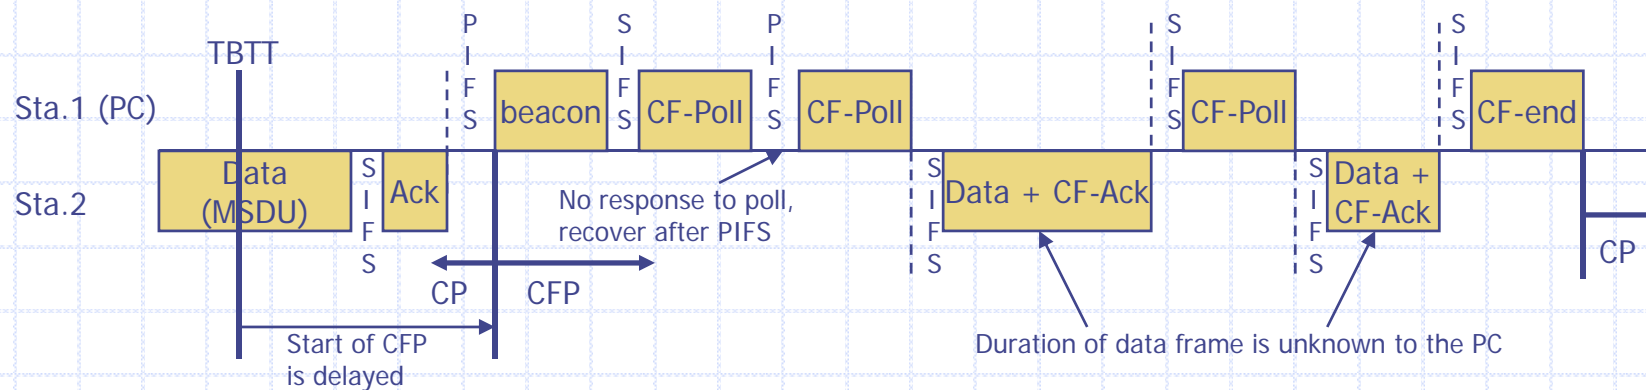 TBTT
PIFS
SIFS
PIFS
SIFS
SIFS
Sta.1 (PC)
beacon
CF-Poll
CF-Poll
CF-Poll
CF-end
Sta.2
Data
(MSDU)
SIFS
Ack
No response to poll,
recover after PIFS
SIFS
Data + CF-Ack
SIFS
Data +
CF-Ack
CP
CFP
CP
Start of CFP
is delayed
Duration of data frame is unknown to the PC